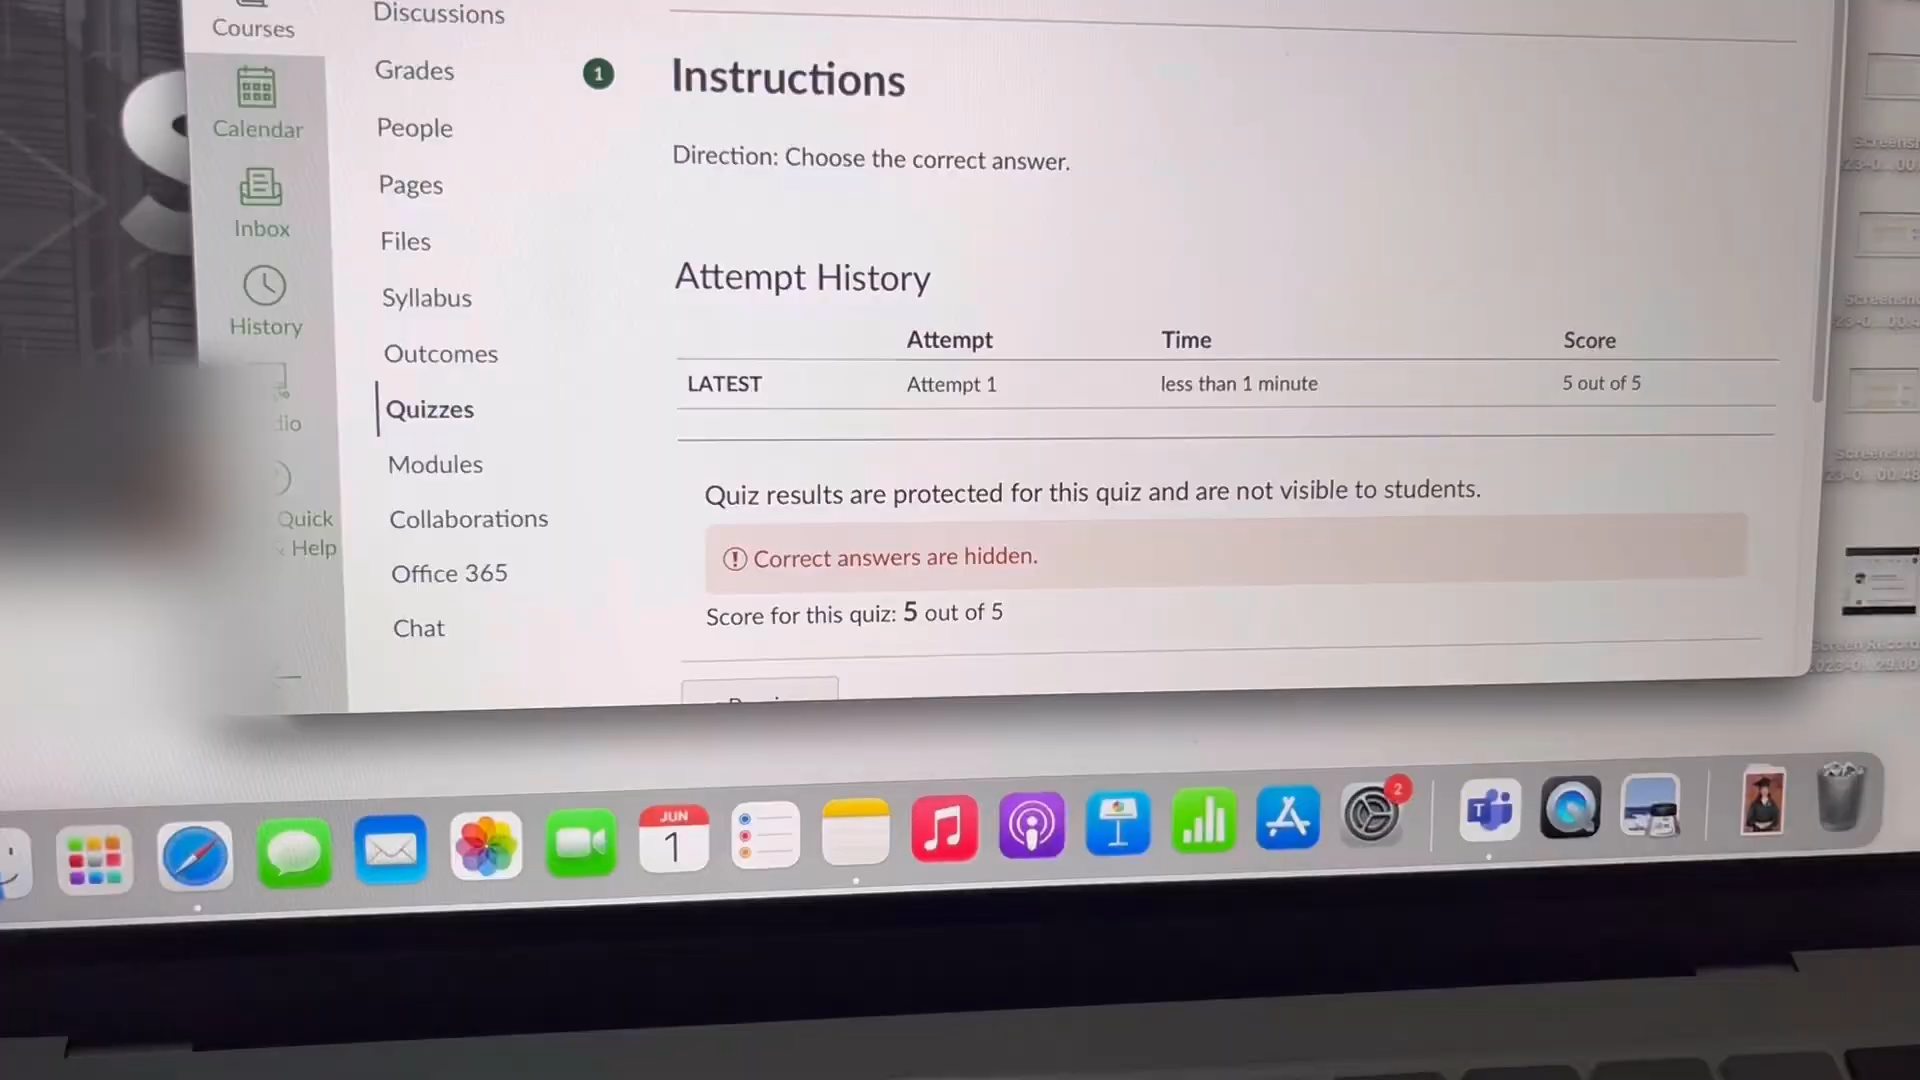 Courses
Calendar
Inbox
History
Quick
Help
Discussions
Grades
1
People
Pages
Files
Syllabus
Outcomes
Quizzes
Modules
Collaborations
Office 365
Chat
Instructions
Direction: Choose the correct answer.
Attempt History
Attempt Time Score
LATEST Attempt 1 less than 1 minute 5 out of 5
Quiz results are protected for this quiz and are not visible to students.
Correct answers are hidden.
Score for this quiz: 5 out of 5
JUN
1
2